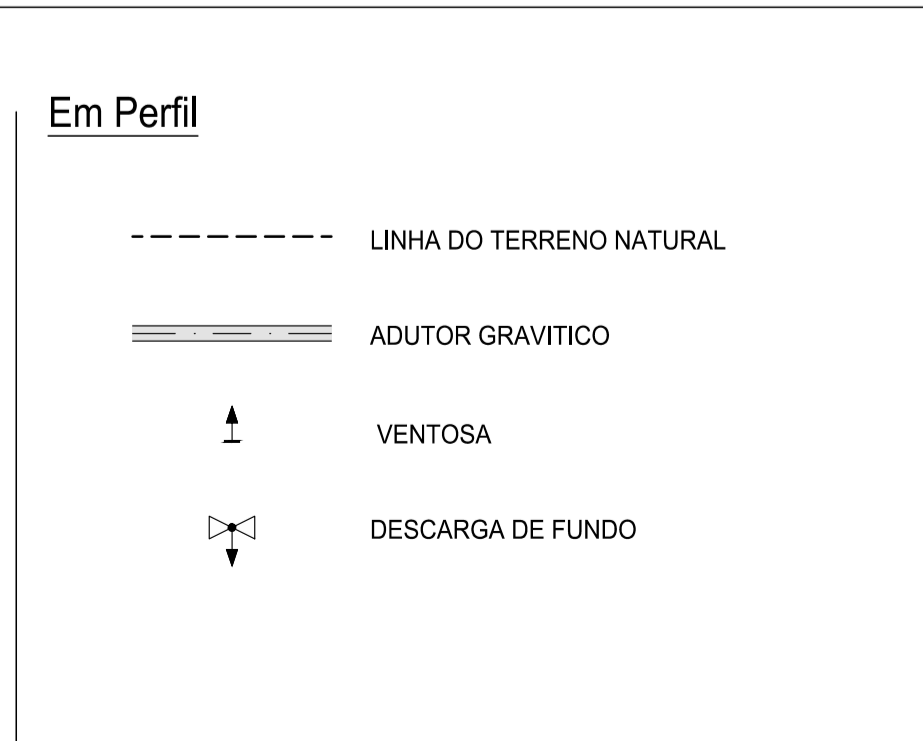 Em Perfil
LINHA DO TERRENO NATURAL
ADUTOR GRAVITICO
VENTOSA
DESCARGA DE FUNDO